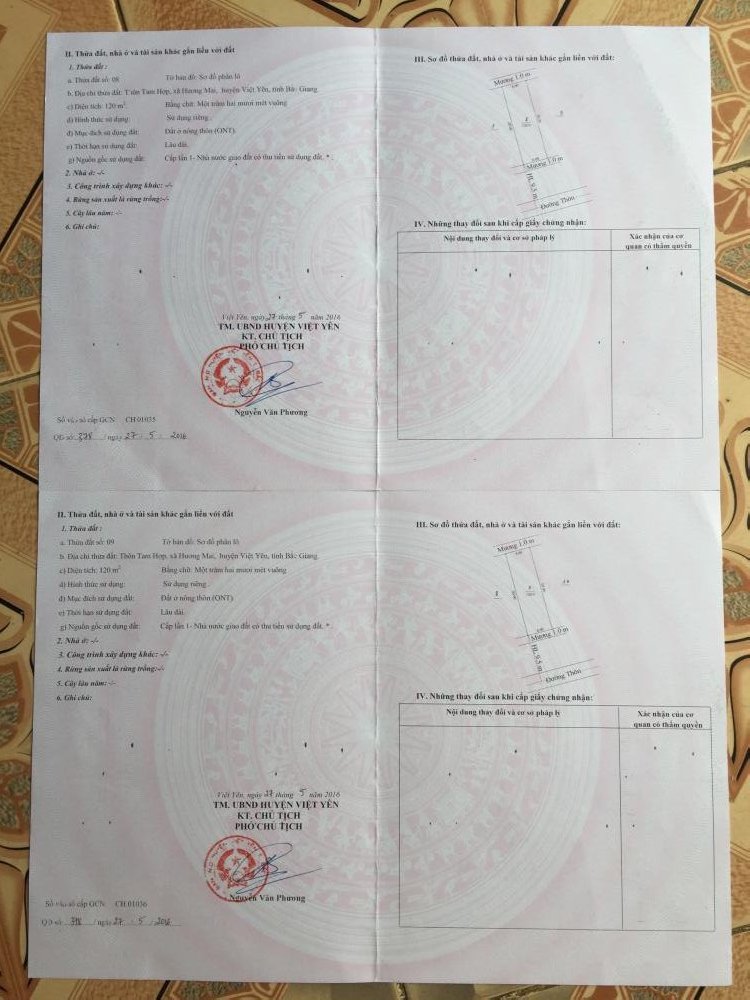 II. Thửa đất, nhà ở và tài sản khác gắn liền với đất
1. Thửa đất :
a. Thửa đất số: 08 Tờ bản đồ: Sơ đồ phân lô
b. Địa chỉ thửa đất: Thôn Tam Hợp, xã Hương Mai, huyện Việt Yên, tỉnh Bắc Giang.
c) Diện tích: 120 m² Bằng chữ: Một trăm hai mươi mét vuông
d) Hình thức sử dụng: Sử dụng riêng .
đ) Mục đích sử dụng đất: Đất ở nông thôn (ONT).
e) Thời hạn sử dụng đất: Lâu dài.
g) Nguồn gốc sử dụng đất: Cấp lần 1- Nhà nước giao đất có thu tiền sử dụng đất. *
2. Nhà ở: -/-
3. Công trình xây dựng khác: -/-
4. Rừng sản xuất là rừng trồng:-/-
5. Cây lâu năm: -/-
6. Ghi chú:
Việt Yên, ngày 27 tháng 5 năm 2016
TM. UBND HUYỆN VIỆT YÊN
KT. CHỦ TỊCH
PHÓ CHỦ TỊCH
Nguyễn Văn Phương
Số vào sổ cấp GCN: CH 01035
QĐ số: 378 / ngày 27 . 5 . 2016
III. Sơ đồ thửa đất, nhà ở và tài sản khác gắn liền với đất:
Mương 1.0 m
Mương 1.0 m
HL 9.5 m
Đường Thôn
IV. Những thay đổi sau khi cấp giấy chứng nhận:
Nội dung thay đổi và cơ sở pháp lý
Xác nhận của cơ
quan có thẩm quyền
II. Thửa đất, nhà ở và tài sản khác gắn liền với đất
1. Thửa đất :
a. Thửa đất số: 09 Tờ bản đồ: Sơ đồ phân lô
b. Địa chỉ thửa đất: Thôn Tam Hợp, xã Hương Mai, huyện Việt Yên, tỉnh Bắc Giang.
c) Diện tích: 120 m² Bằng chữ: Một trăm hai mươi mét vuông
d) Hình thức sử dụng: Sử dụng riêng .
đ) Mục đích sử dụng đất: Đất ở nông thôn (ONT).
e) Thời hạn sử dụng đất: Lâu dài.
g) Nguồn gốc sử dụng đất: Cấp lần 1- Nhà nước giao đất có thu tiền sử dụng đất. *
2. Nhà ở: -/-
3. Công trình xây dựng khác: -/-
4. Rừng sản xuất là rừng trồng:-/-
5. Cây lâu năm: -/-
6. Ghi chú:
Việt Yên, ngày 27 tháng 5 năm 2016
TM. UBND HUYỆN VIỆT YÊN
KT. CHỦ TỊCH
PHÓ CHỦ TỊCH
Nguyễn Văn Phương
Số vào sổ cấp GCN: CH 01036
QĐ số: 378 / ngày 27 . 5 . 2016
III. Sơ đồ thửa đất, nhà ở và tài sản khác gắn liền với đất:
Mương 1.0 m
Mương 1.0 m
HL 9.5 m
Đường Thôn
IV. Những thay đổi sau khi cấp giấy chứng nhận:
Nội dung thay đổi và cơ sở pháp lý
Xác nhận của cơ
quan có thẩm quyền